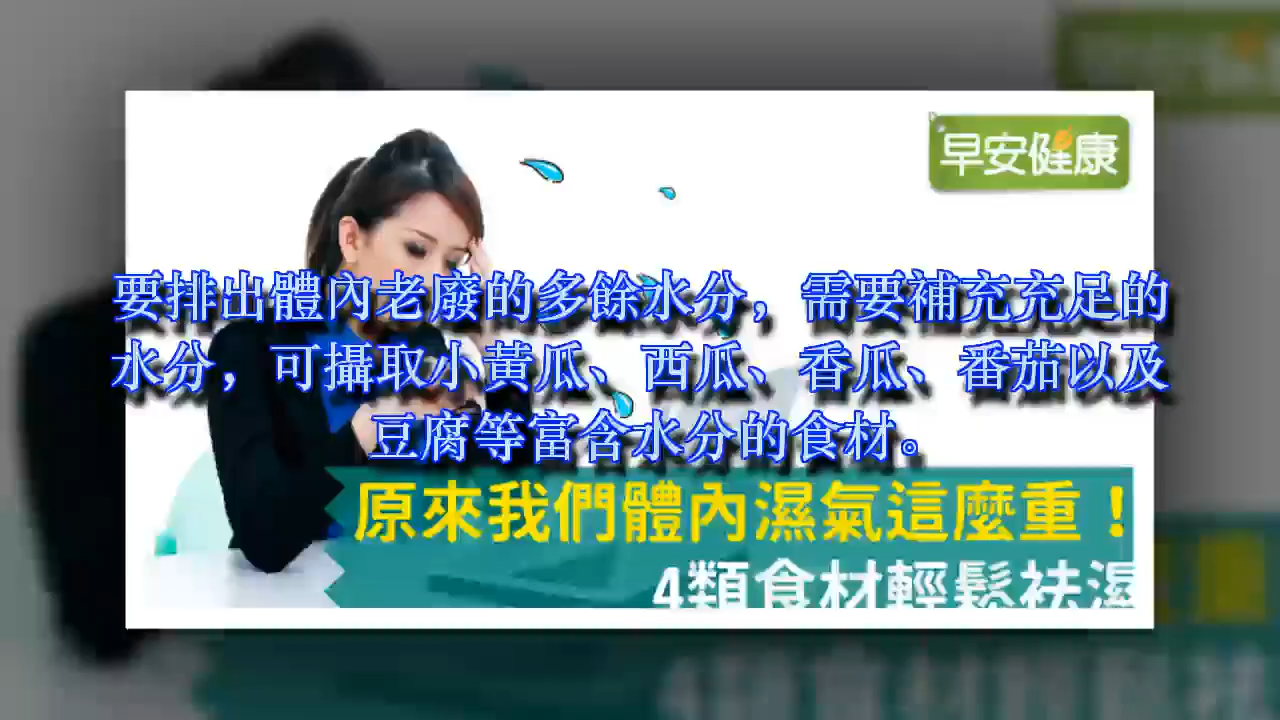 早安健康
要排出體內老廢的多餘水分，需要補充充足的
水分，可攝取小黃瓜、西瓜、香瓜、番茄以及
豆腐等富含水分的食材。
原來我們體內濕氣這麼重！
4類食材輕鬆祛濕